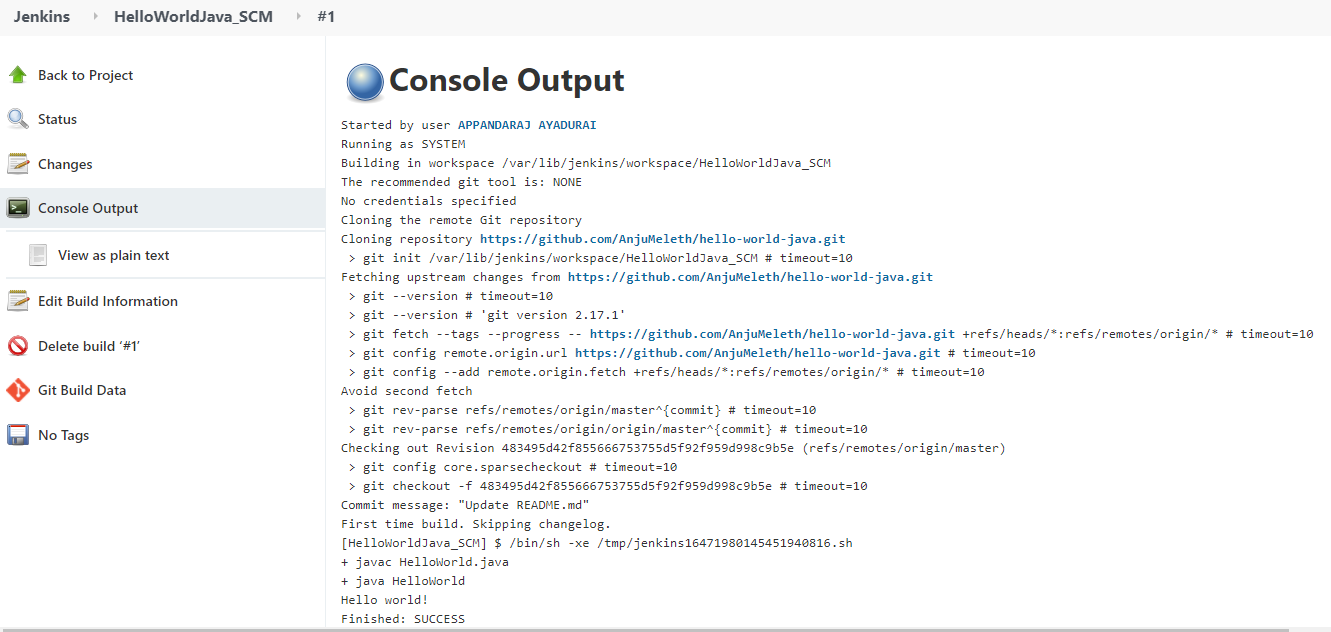 Jenkins HelloWorldJava_SCM #1
Back to Project
Status
Changes
Console Output
View as plain text
Edit Build Information
Delete build ‘#1’
Git Build Data
No Tags
Console Output
Started by user APPANDARAJ AYADURAI
Running as SYSTEM
Building in workspace /var/lib/jenkins/workspace/HelloWorldJava_SCM
The recommended git tool is: NONE
No credentials specified
Cloning the remote Git repository
Cloning repository https://github.com/AnjuMeleth/hello-world-java.git
> git init /var/lib/jenkins/workspace/HelloWorldJava_SCM # timeout=10
Fetching upstream changes from https://github.com/AnjuMeleth/hello-world-java.git
> git --version # timeout=10
> git --version # 'git version 2.17.1'
> git fetch --tags --progress -- https://github.com/AnjuMeleth/hello-world-java.git +refs/heads/*:refs/remotes/origin/* # timeout=10
> git config remote.origin.url https://github.com/AnjuMeleth/hello-world-java.git # timeout=10
> git config --add remote.origin.fetch +refs/heads/*:refs/remotes/origin/* # timeout=10
Avoid second fetch
> git rev-parse refs/remotes/origin/master^{commit} # timeout=10
> git rev-parse refs/remotes/origin/origin/master^{commit} # timeout=10
Checking out Revision 483495d42f855666753755d5f92f959d998c9b5e (refs/remotes/origin/master)
> git config core.sparsecheckout # timeout=10
> git checkout -f 483495d42f855666753755d5f92f959d998c9b5e # timeout=10
Commit message: "Update README.md"
First time build. Skipping changelog.
[HelloWorldJava_SCM] $ /bin/sh -xe /tmp/jenkins16471980145451940816.sh
+ javac HelloWorld.java
+ java HelloWorld
Hello world!
Finished: SUCCESS